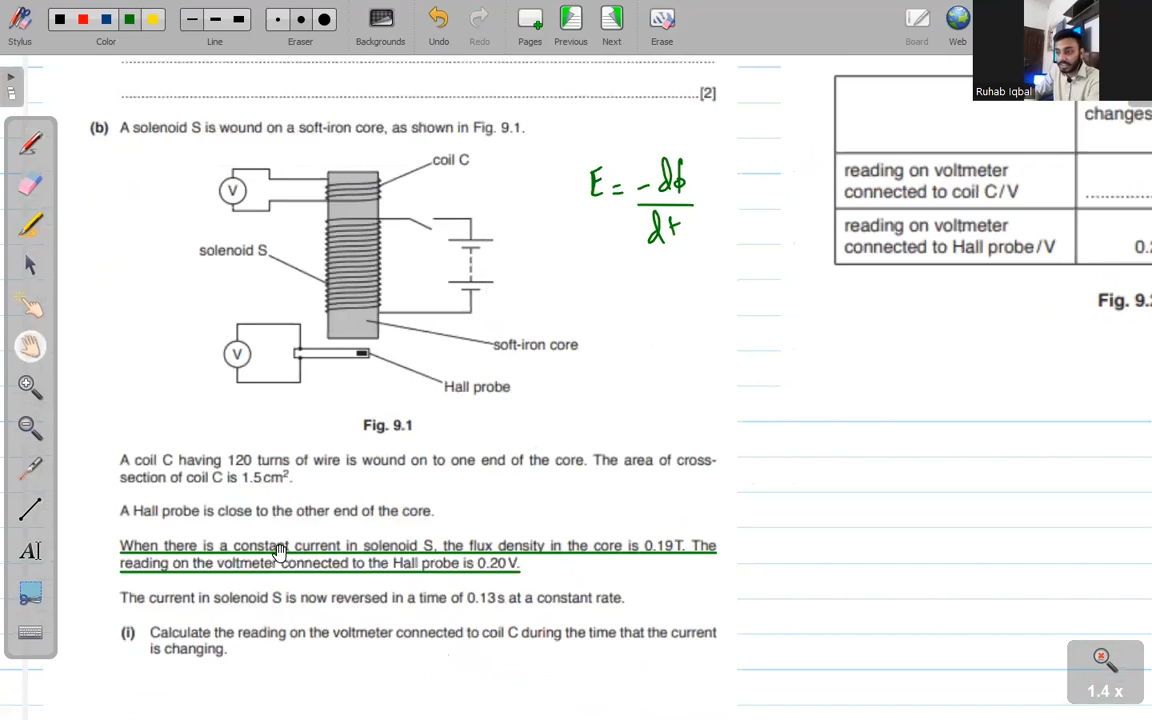 Stylus
Color
Line
Eraser
Backgrounds
Undo
Redo
Pages
Previous
Next
Erase
Board
Web
Ruhab Iqbal
[2]
(b) A solenoid S is wound on a soft-iron core, as shown in Fig. 9.1.
coil C
V
solenoid S
V
soft-iron core
Hall probe
Fig. 9.1
E = -dϕ
dt
A coil C having 120 turns of wire is wound on to one end of the core. The area of cross-
section of coil C is 1.5 cm².
A Hall probe is close to the other end of the core.
When there is a constant current in solenoid S, the flux density in the core is 0.19T. The
reading on the voltmeter connected to the Hall probe is 0.20V.
The current in solenoid S is now reversed in a time of 0.13s at a constant rate.
(i) Calculate the reading on the voltmeter connected to coil C during the time that the current
is changing.
changes
reading on voltmeter
connected to coil C/V
reading on voltmeter
connected to Hall probe/V
0.
Fig. 9.
A
1.4 x